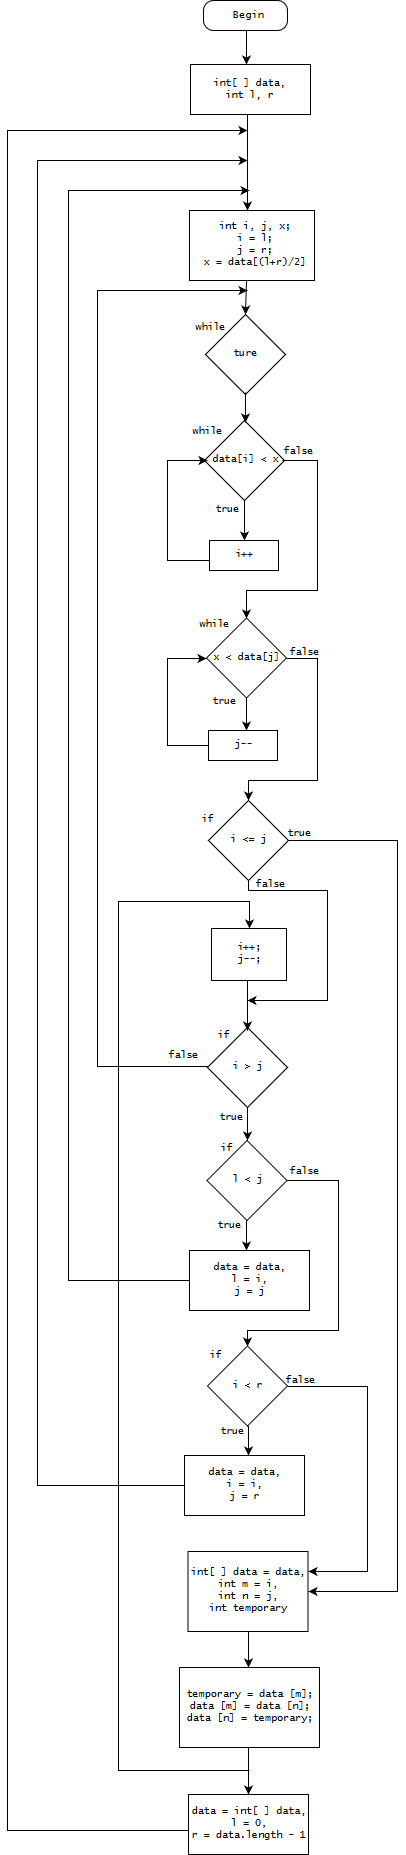 Begin
int[ ] data,
int l, r
int i, j, x;
i = l;
j = r;
x = data[(l+r)/2]
while
ture
while
data[i] < x
false
true
i++
while
x < data[j]
false
true
j--
if
i <= j
true
false
i++;
j--;
if
false
i > j
true
if
l < j
false
true
data = data,
l = i,
j = j
if
i < r
false
true
data = data,
i = i,
j = r
int[ ] data = data,
int m = i,
int n = j,
int temporary
temporary = data [m];
data [m] = data [n];
data [n] = temporary;
data = int[ ] data,
l = 0,
r = data.length - 1